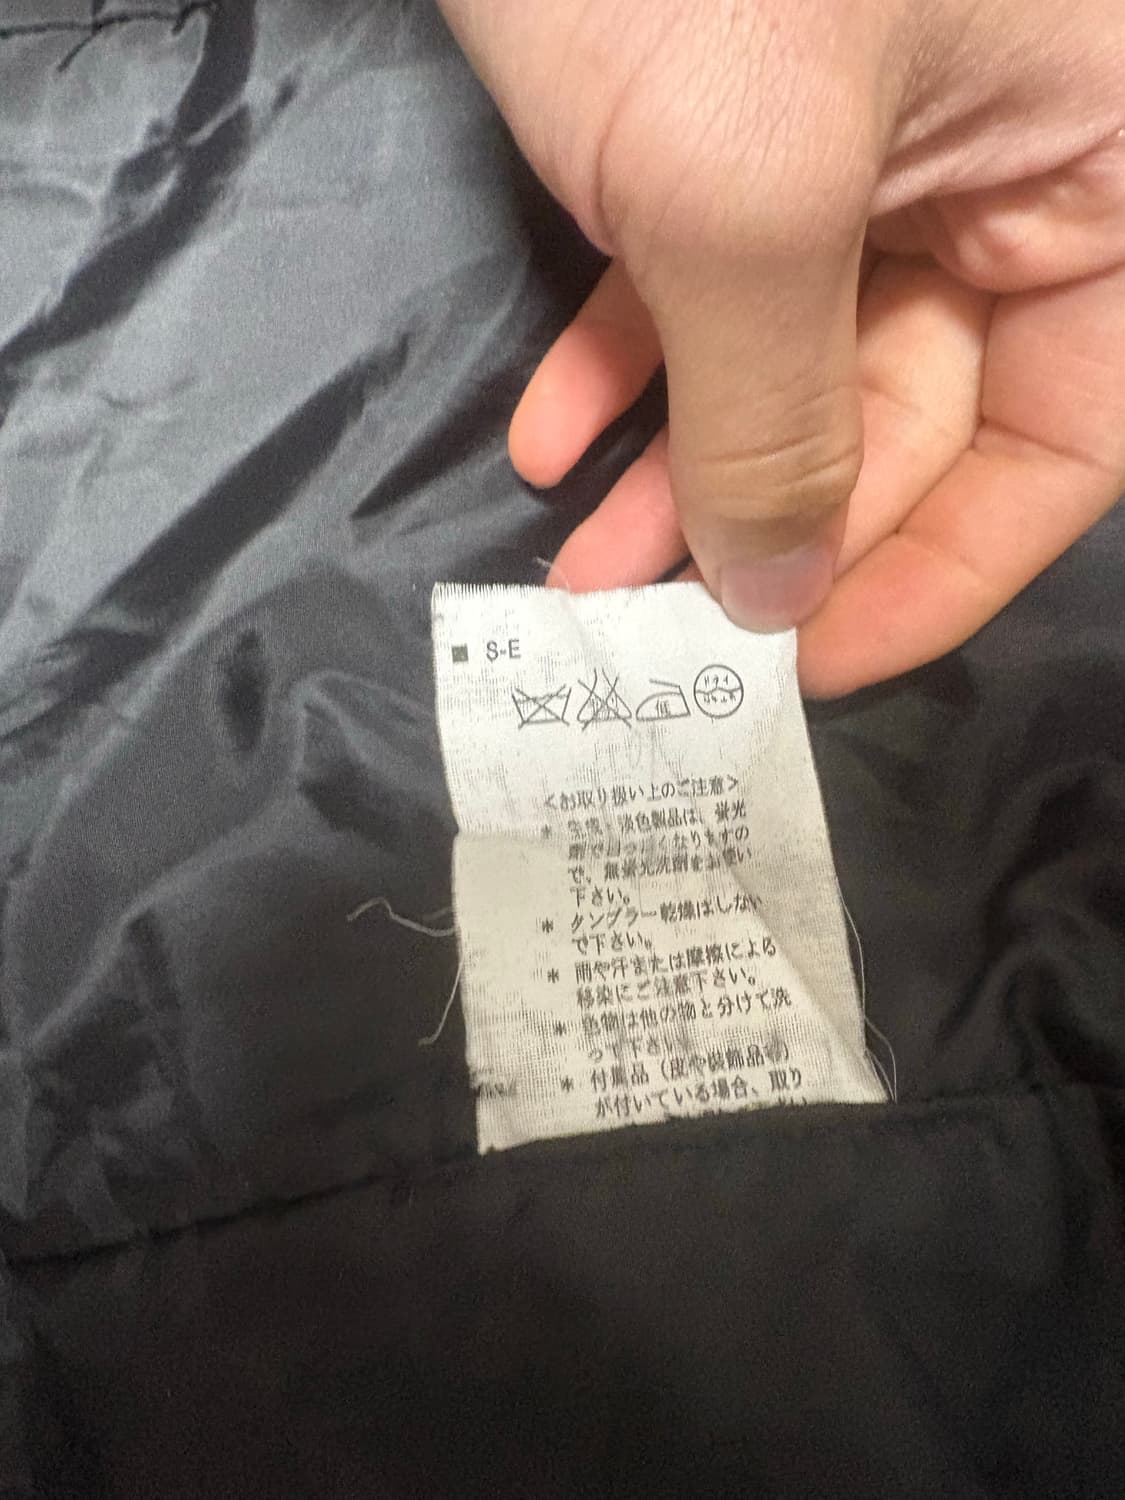 S-E
低
ドライ
セキユ系
<お取り扱い上のご注意>
* 生成・淡色製品は、蛍光
くなりますの
で、無蛍光洗剤をお使い
下さい。
* タンブラー乾燥はしない
で下さい。
* 雨や汗または摩擦による
移染にご注意下さい。
* 色物は他の物と分けて洗
って下さい。
* 付属品(皮や装飾品等)
が付いている場合、取り